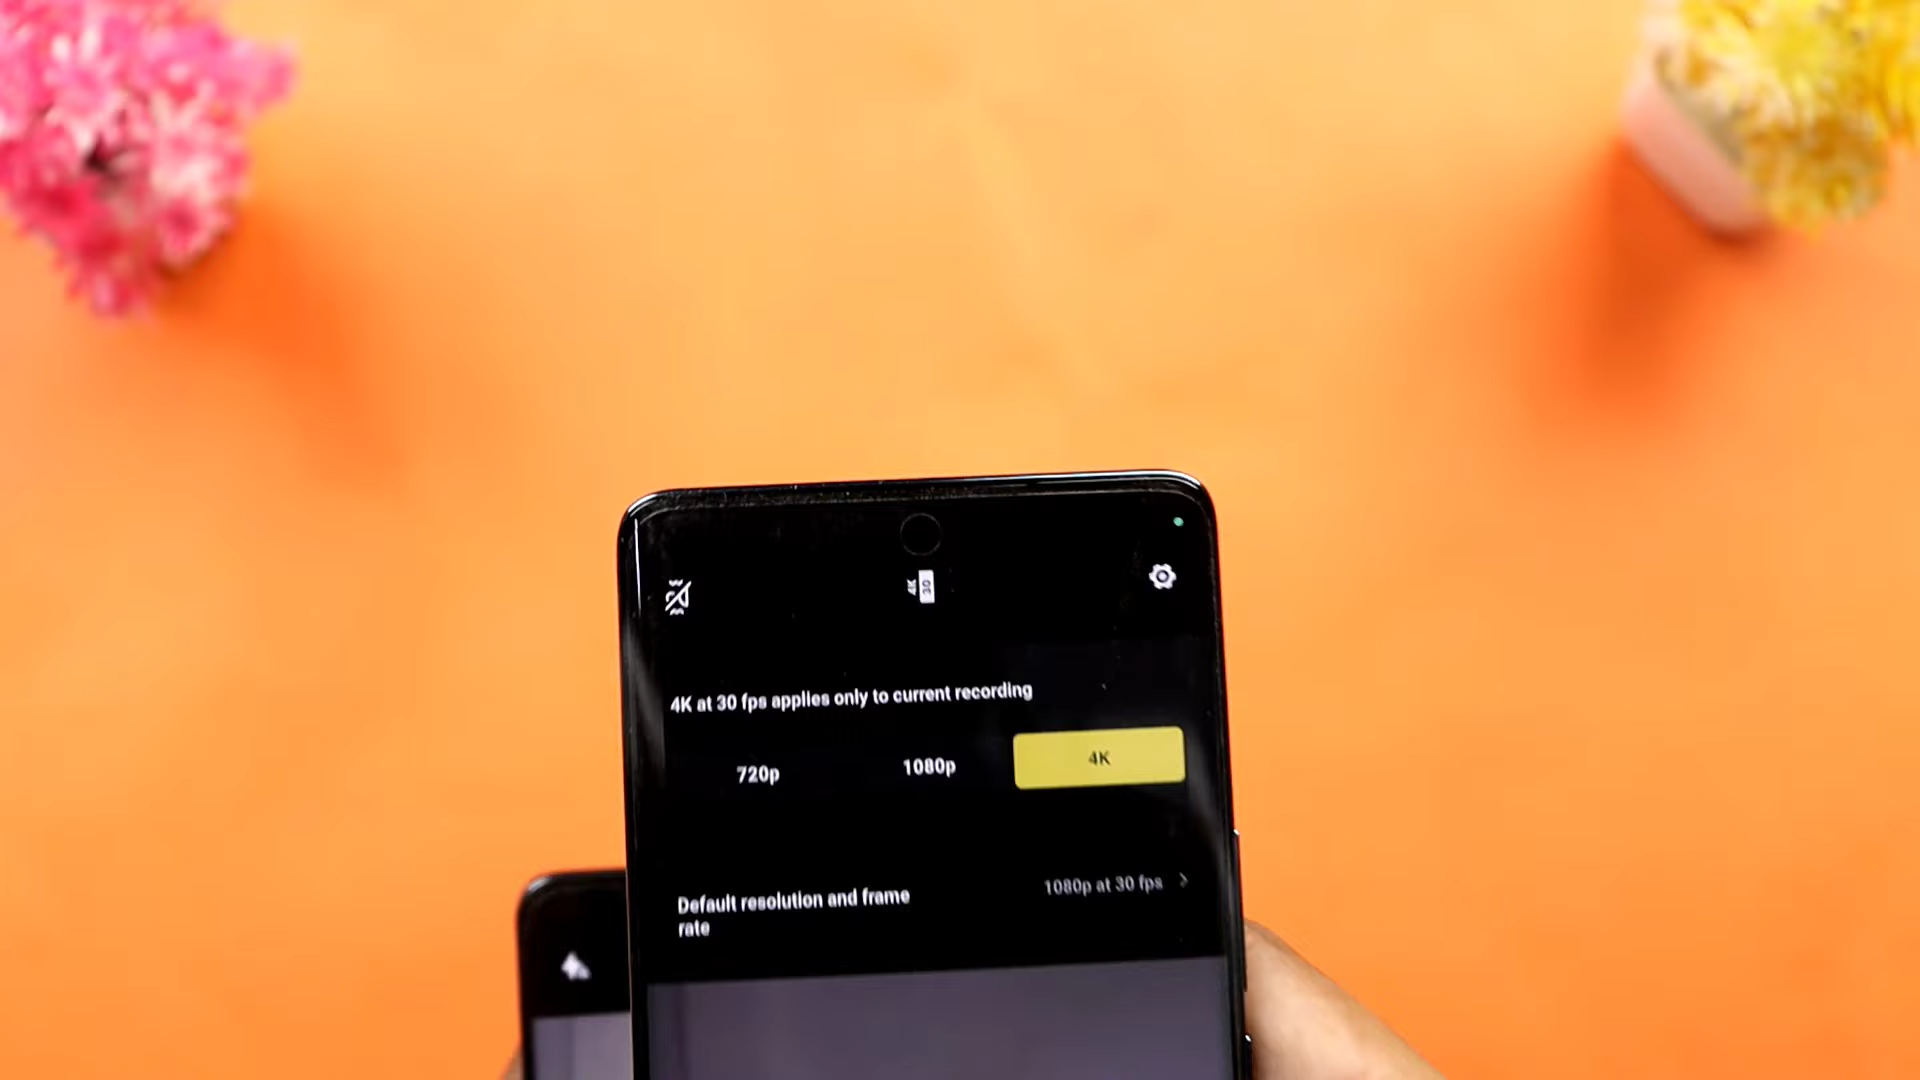 4K
30
4K at 30 fps applies only to current recording
720p 1080p 4K
Default resolution and frame
rate
1080p at 30 fps